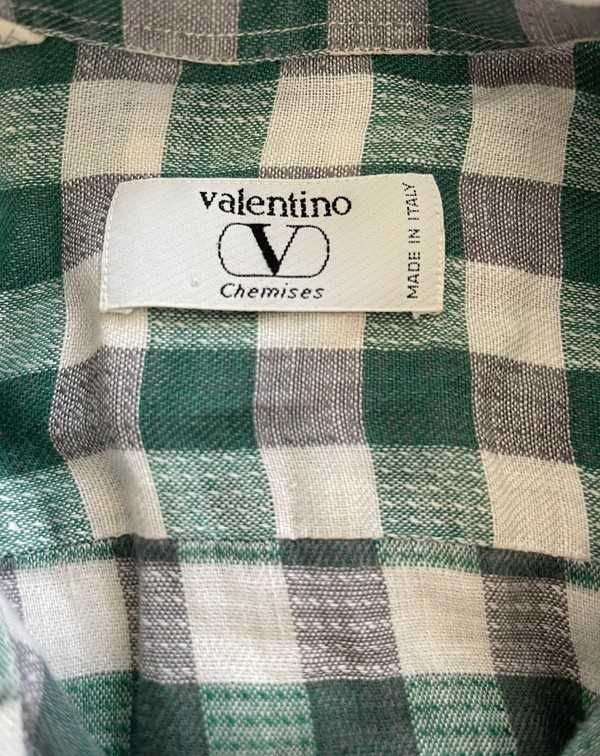 valentino
V
Chemises
MADE IN ITALY